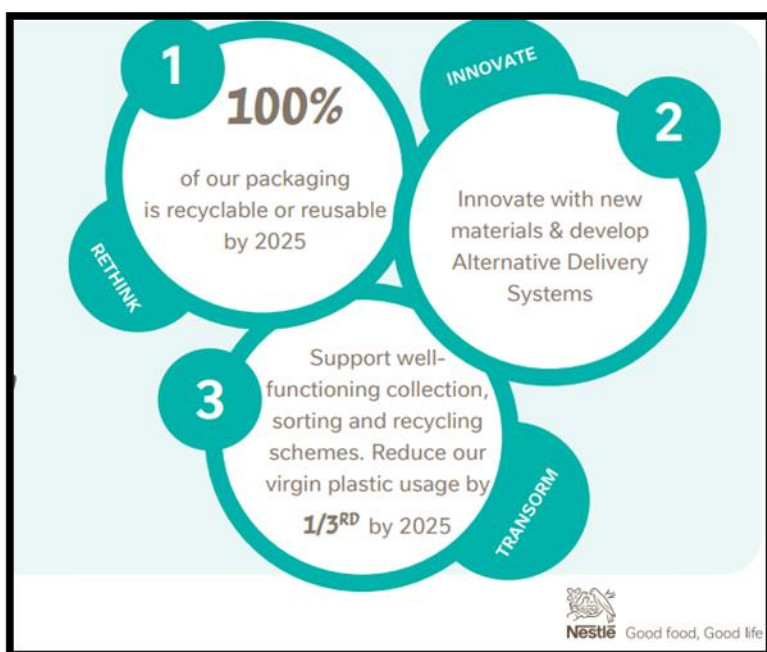 1
100%
of our packaging
is recyclable or reusable
by 2025
RETHINK
INNOVATE
2
Innovate with new
materials & develop
Alternative Delivery
Systems
3
Support well-
functioning collection,
sorting and recycling
schemes. Reduce our
virgin plastic usage by
1/3RD by 2025
TRANSORM
Nestlé Good food, Good life